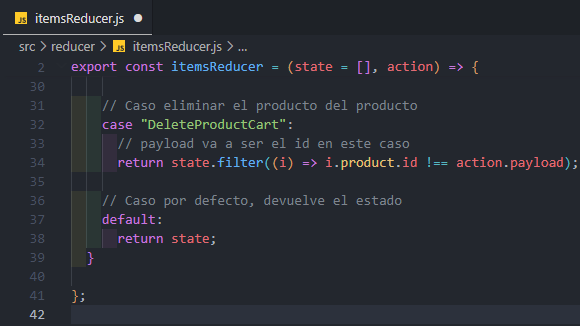 JS itemsReducer.js
src > reducer > JS itemsReducer.js > ...
2 export const itemsReducer = (state = [], action) => {
30
31 // Caso eliminar el producto del producto
32 case "DeleteProductCart":
33 // payload va a ser el id en este caso
34 return state.filter((i) => i.product.id !== action.payload);
35
36 // Caso por defecto, devuelve el estado
37 default:
38 return state;
39 }
40
41 };
42